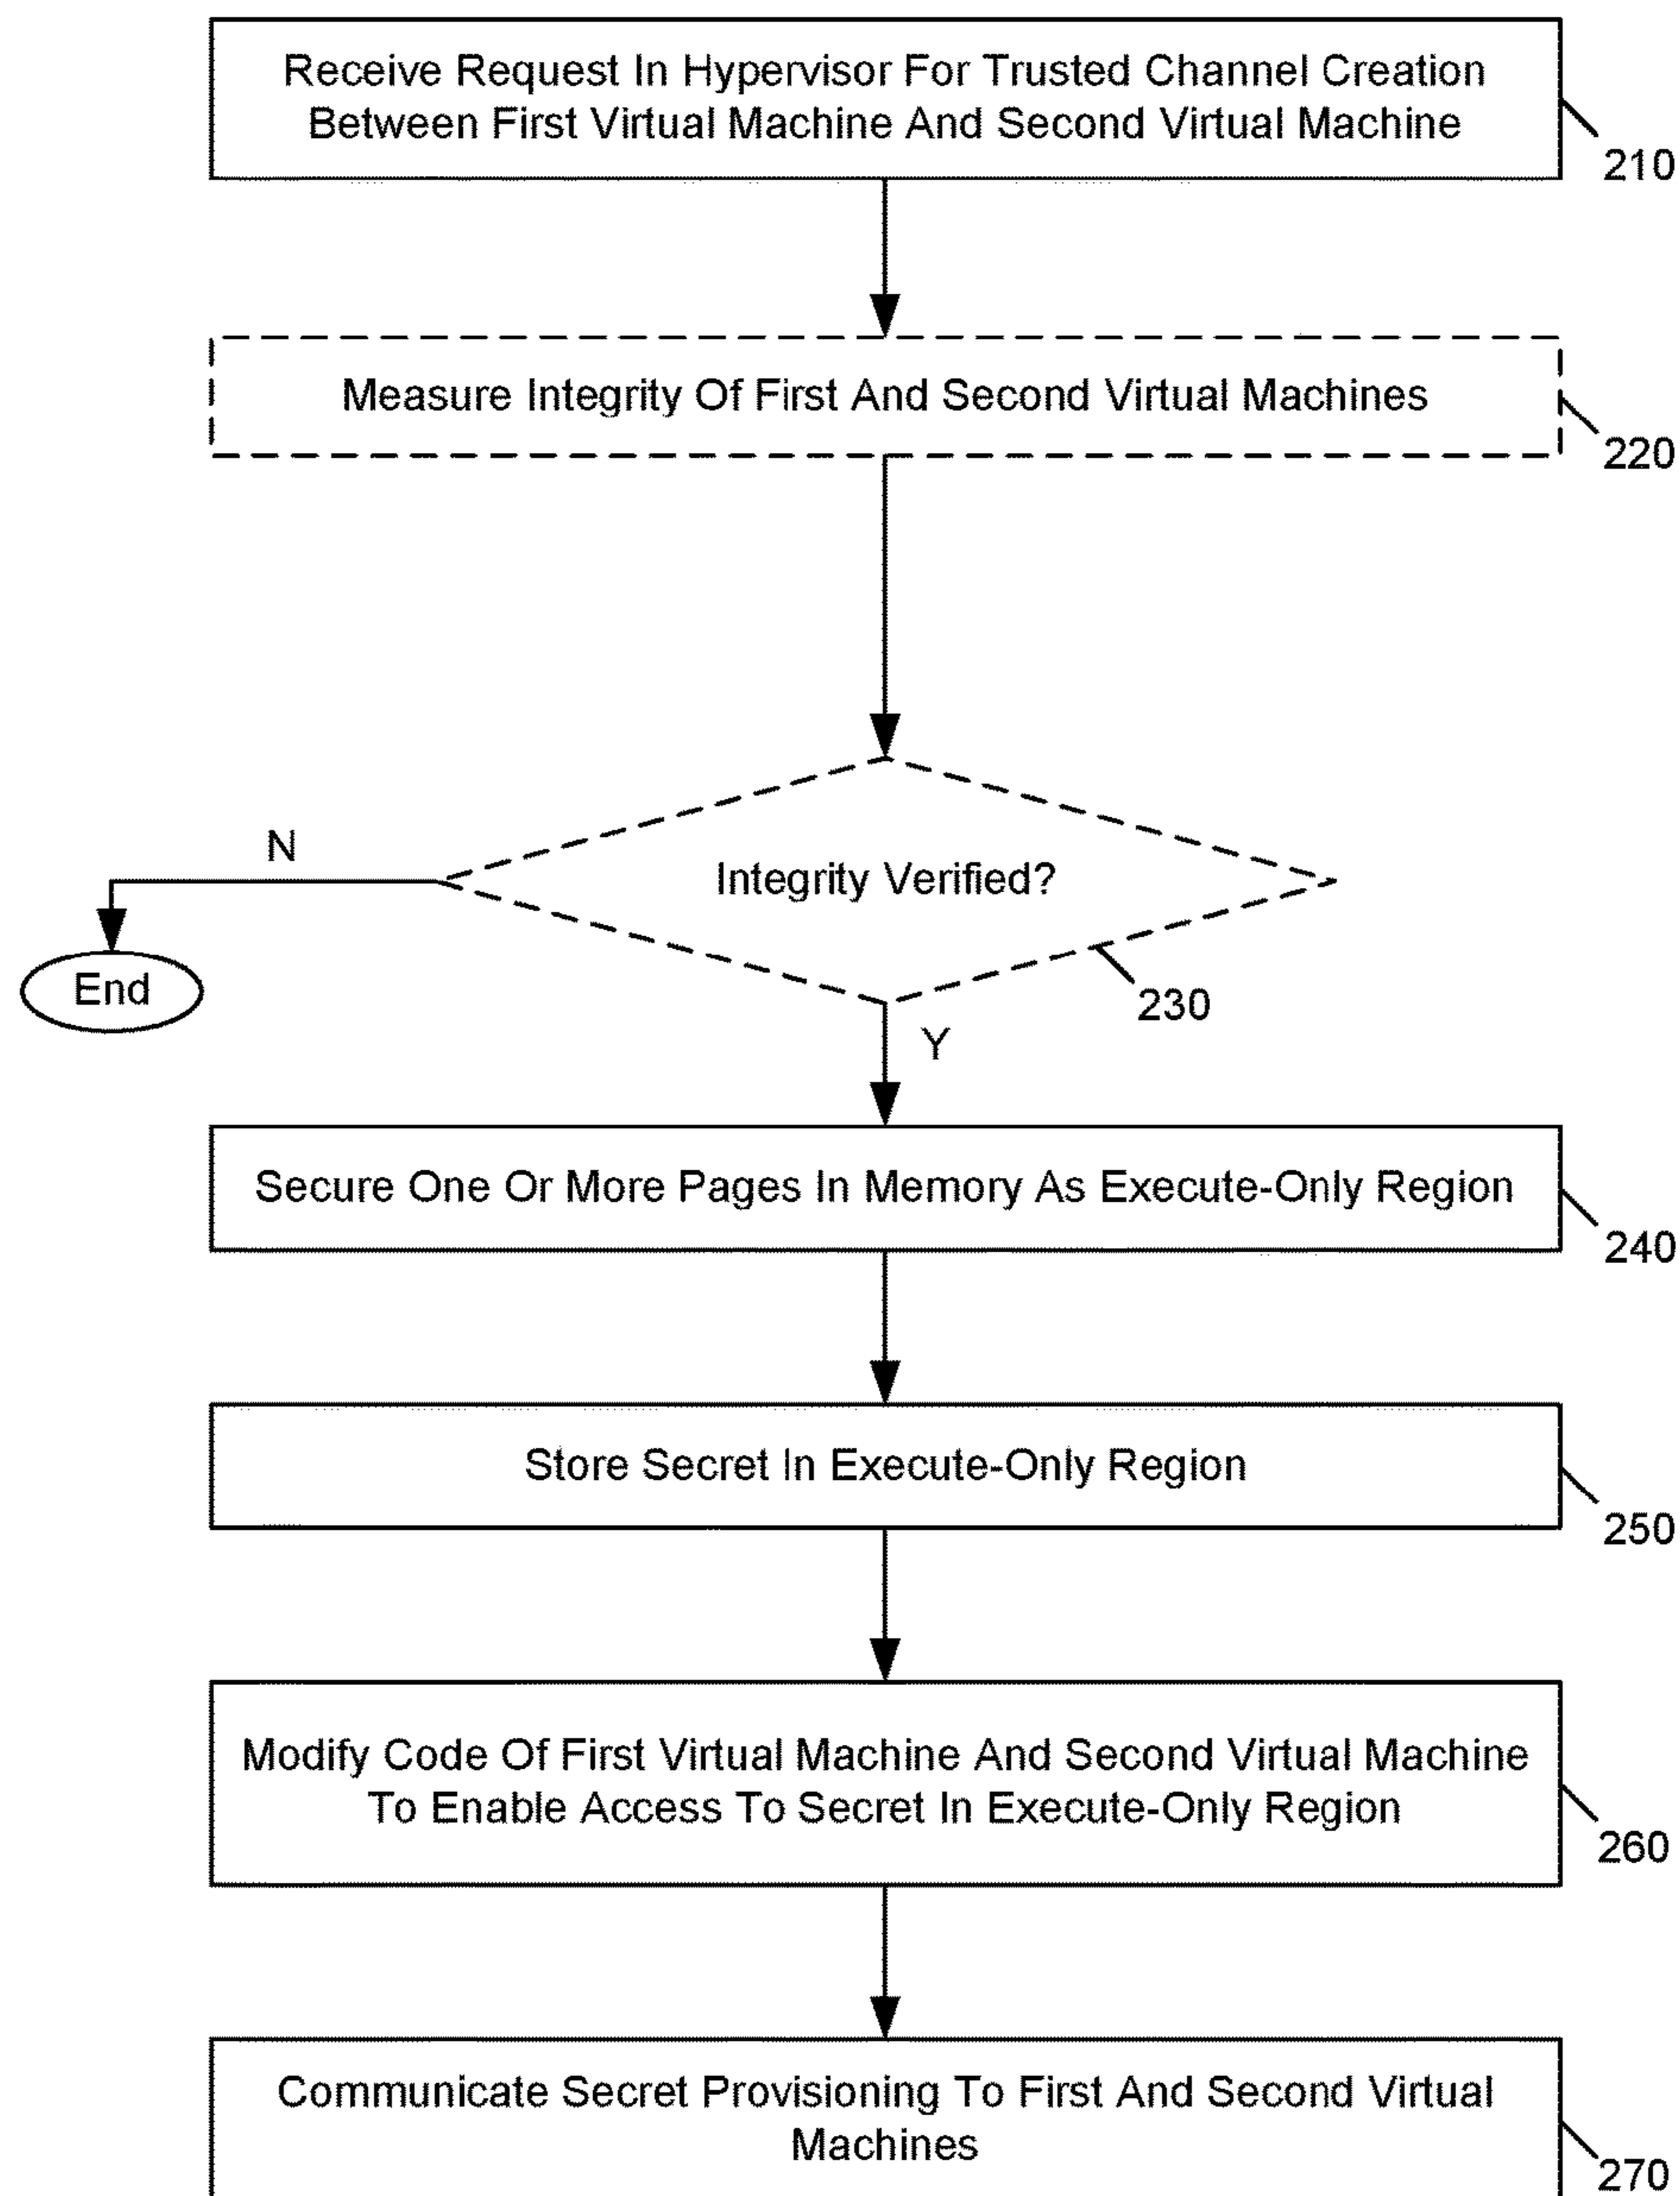 Receive Request In Hypervisor For Trusted Channel Creation
Between First Virtual Machine And Second Virtual Machine
210
Measure Integrity Of First And Second Virtual Machines
220
N
Integrity Verified?
End
230
Y
Secure One Or More Pages In Memory As Execute-Only Region
240
Store Secret In Execute-Only Region
250
Modify Code Of First Virtual Machine And Second Virtual Machine
To Enable Access To Secret In Execute-Only Region
260
Communicate Secret Provisioning To First And Second Virtual
Machines
270